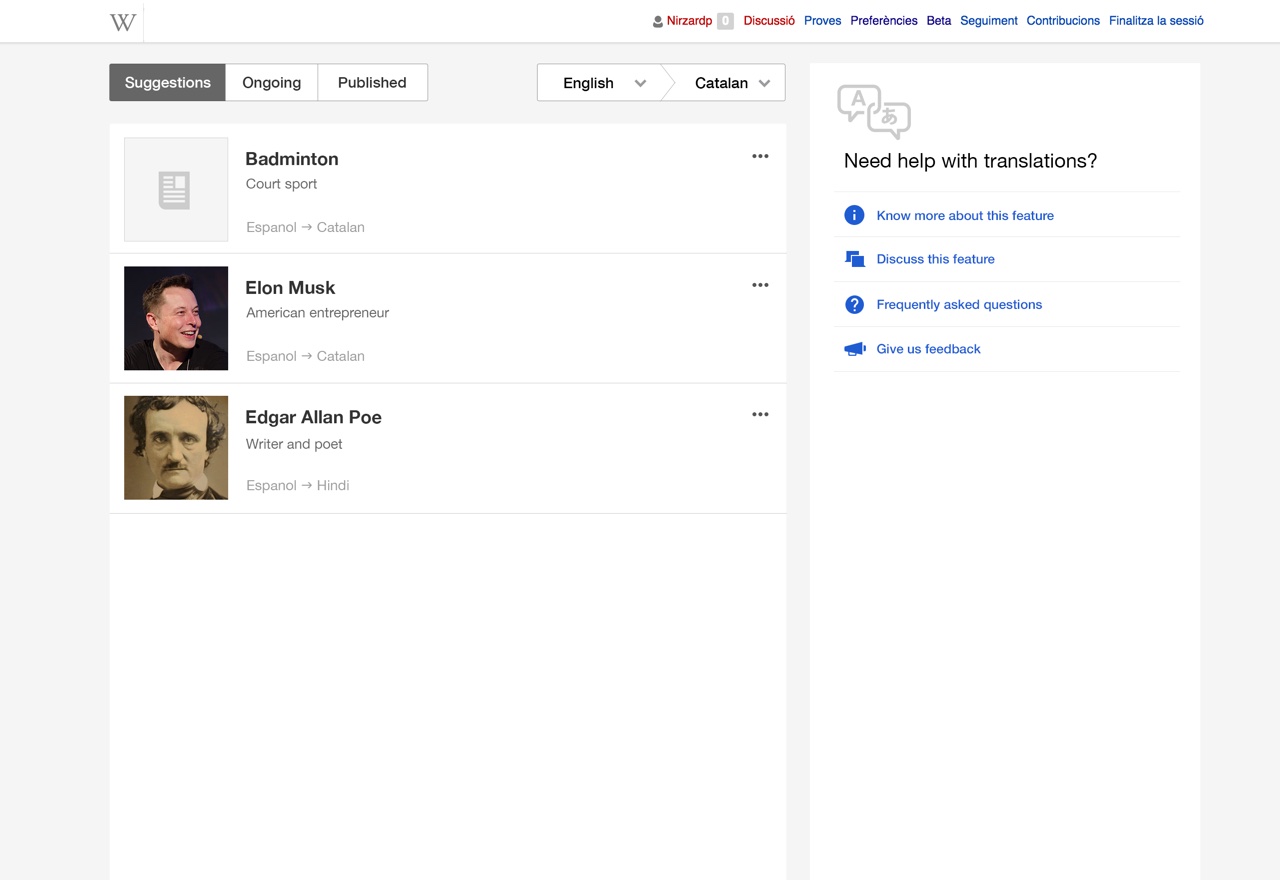 W
Nirzardp 0 Discussió Proves Preferències Beta Seguiment Contribucions Finalitza la sessió
Suggestions Ongoing Published
English Catalan
Badminton
Court sport
Espanol → Catalan
Elon Musk
American entrepreneur
Espanol → Catalan
Edgar Allan Poe
Writer and poet
Espanol → Hindi
A あ
Need help with translations?
Know more about this feature
Discuss this feature
Frequently asked questions
Give us feedback